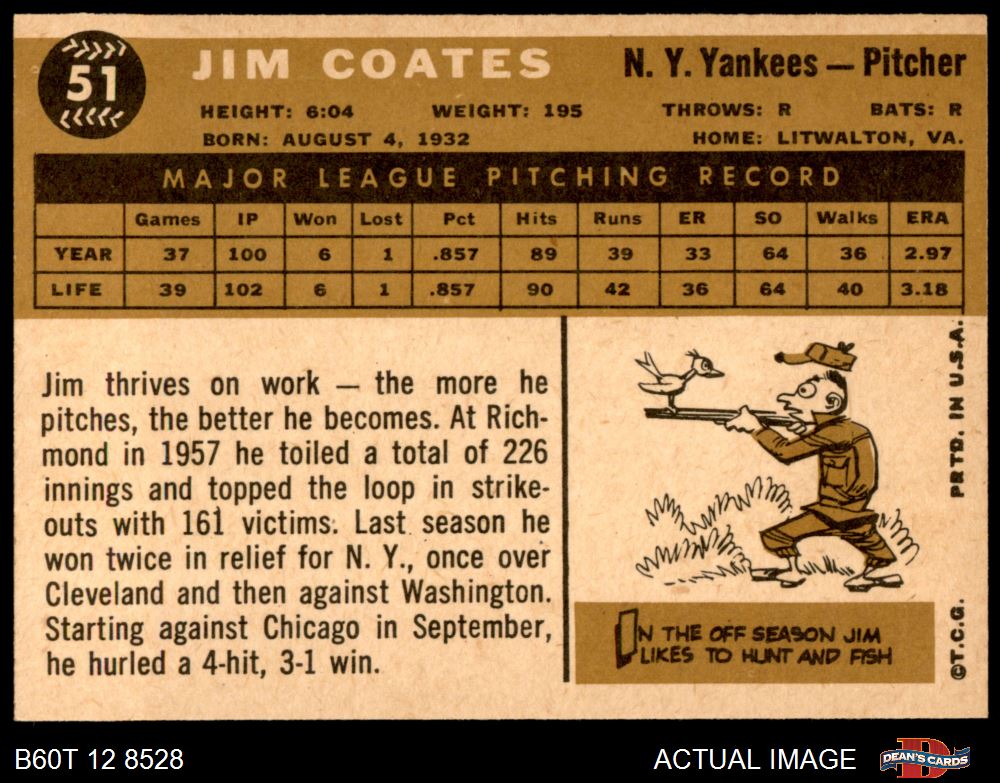 51
JIM COATES
N. Y. Yankees — Pitcher
HEIGHT: 6:04 WEIGHT: 195 THROWS: R BATS: R
BORN: AUGUST 4, 1932 HOME: LITWALTON, VA.
MAJOR LEAGUE PITCHING RECORD
Games IP Won Lost Pct Hits Runs ER SO Walks ERA
YEAR 37 100 6 1 .857 89 39 33 64 36 2.97
LIFE 39 102 6 1 .857 90 42 36 64 40 3.18
Jim thrives on work — the more he
pitches, the better he becomes. At Rich-
mond in 1957 he toiled a total of 226
innings and topped the loop in strike-
outs with 161 victims. Last season he
won twice in relief for N. Y., once over
Cleveland and then against Washington.
Starting against Chicago in September,
he hurled a 4-hit, 3-1 win.
IN THE OFF SEASON JIM
LIKES TO HUNT AND FISH
©T.C.G. PRTD. IN U.S.A.
B60T 12 8528
ACTUAL IMAGE
DEAN'S CARDS